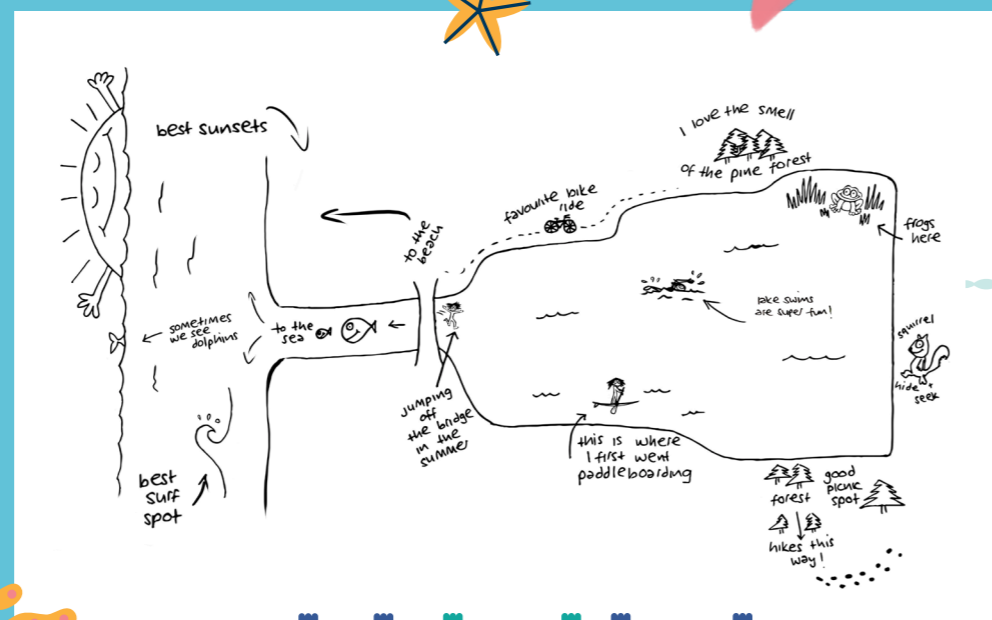 best sunsets
I love the smell
of the pine forest
favourite bike
ride
to the
beach
frogs
here
sometimes
we see
dolphins
to the
sea
lake swims
are super fun!
squirrel
hide +
seek
jumping
off
the bridge
in the
summer
this is where
I first went
paddleboarding
best
surf
spot
forest
good
picnic
spot
hikes this
way!